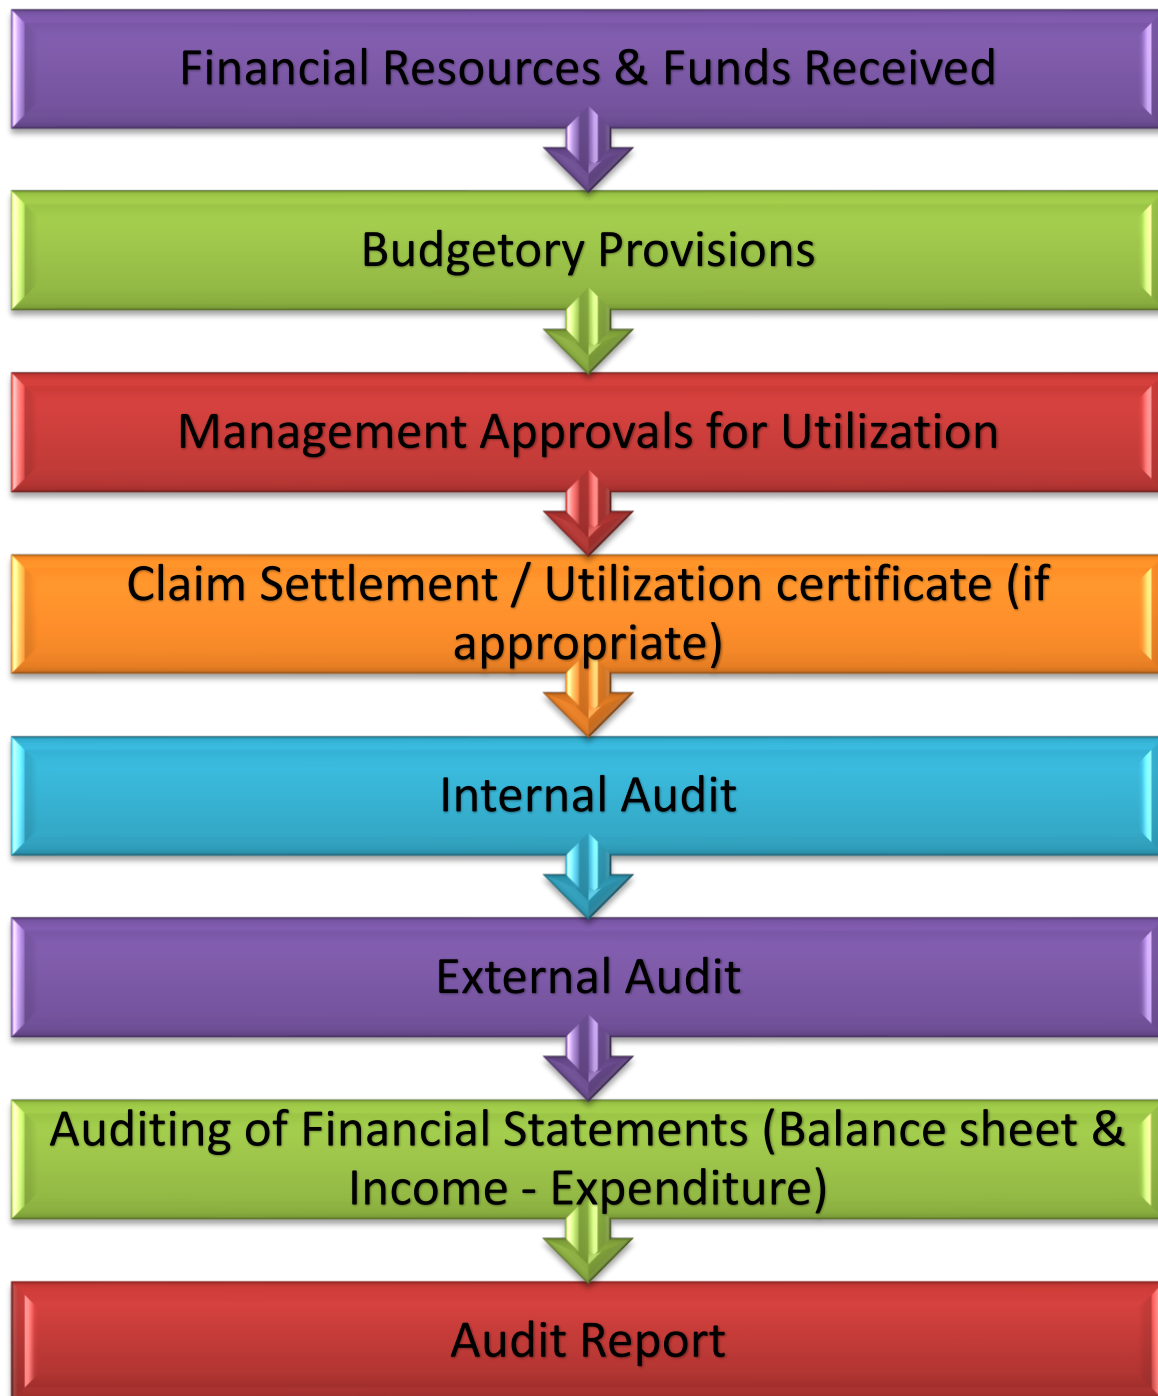 Financial Resources & Funds Received
Budgetory Provisions
Management Approvals for Utilization
Claim Settlement / Utilization certificate (if
appropriate)
Internal Audit
External Audit
Auditing of Financial Statements (Balance sheet &
Income - Expenditure)
Audit Report